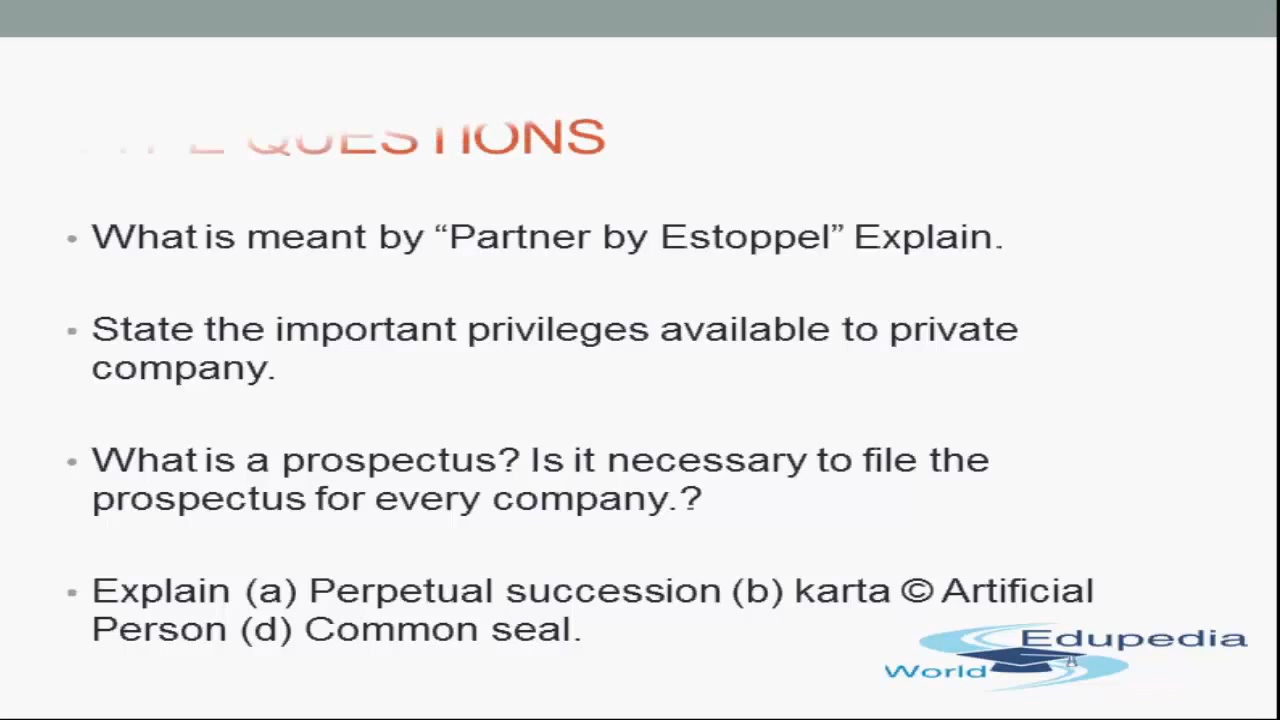 QUESTIONS
• What is meant by “Partner by Estoppel” Explain.
• State the important privileges available to private
company.
• What is a prospectus? Is it necessary to file the
prospectus for every company.?
• Explain (a) Perpetual succession (b) karta © Artificial
Person (d) Common seal.
Edupedia
World